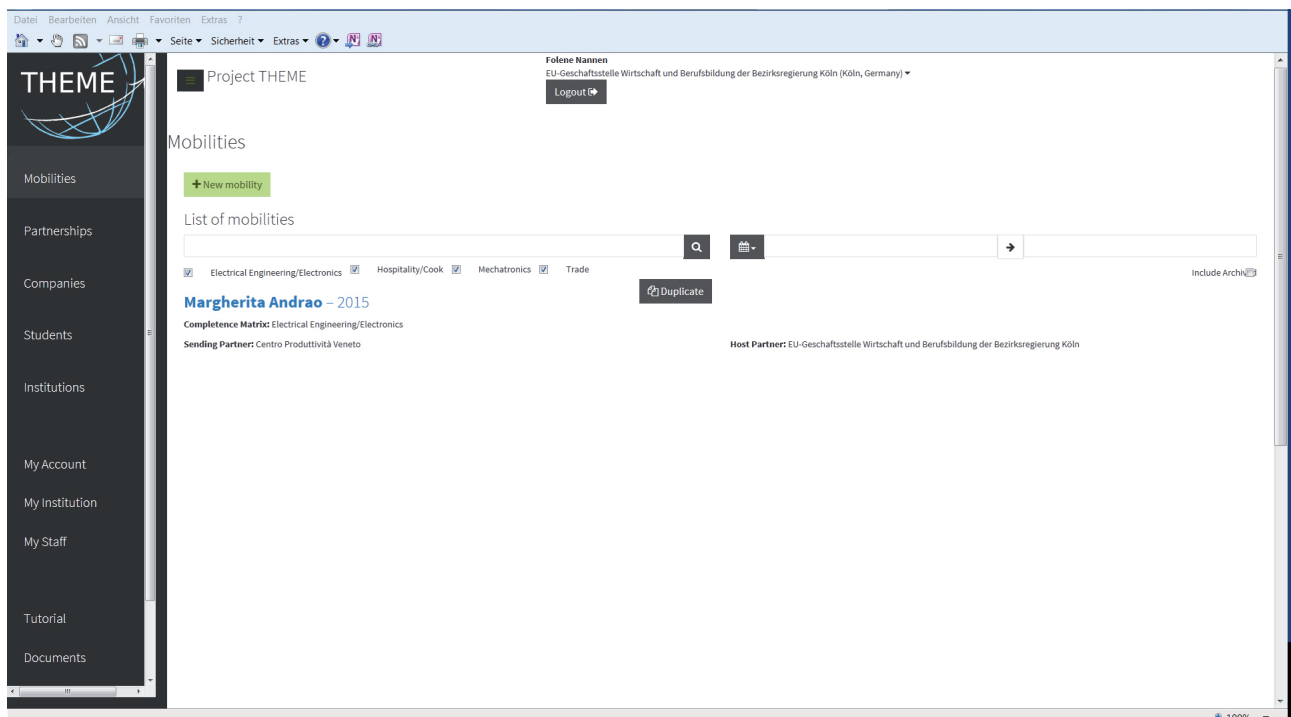 Datei Bearbeiten Ansicht Favoriten Extras ?
Seite Sicherheit Extras
THEME
Mobilities
Partnerships
Companies
Students
Institutions
My Account
My Institution
My Staff
Tutorial
Documents
Project THEME
Folene Nannen
EU-Geschaftsstelle Wirtschaft und Berufsbildung der Bezirksregierung Köln (Köln, Germany)
Logout
Mobilities
+ New mobility
List of mobilities
Electrical Engineering/Electronics Hospitality/Cook Mechatronics Trade
Include Archiv
Duplicate
Margherita Andrao – 2015
Completence Matrix: Electrical Engineering/Electronics
Sending Partner: Centro Produttività Veneto
Host Partner: EU-Geschaftsstelle Wirtschaft und Berufsbildung der Bezirksregierung Köln
100%